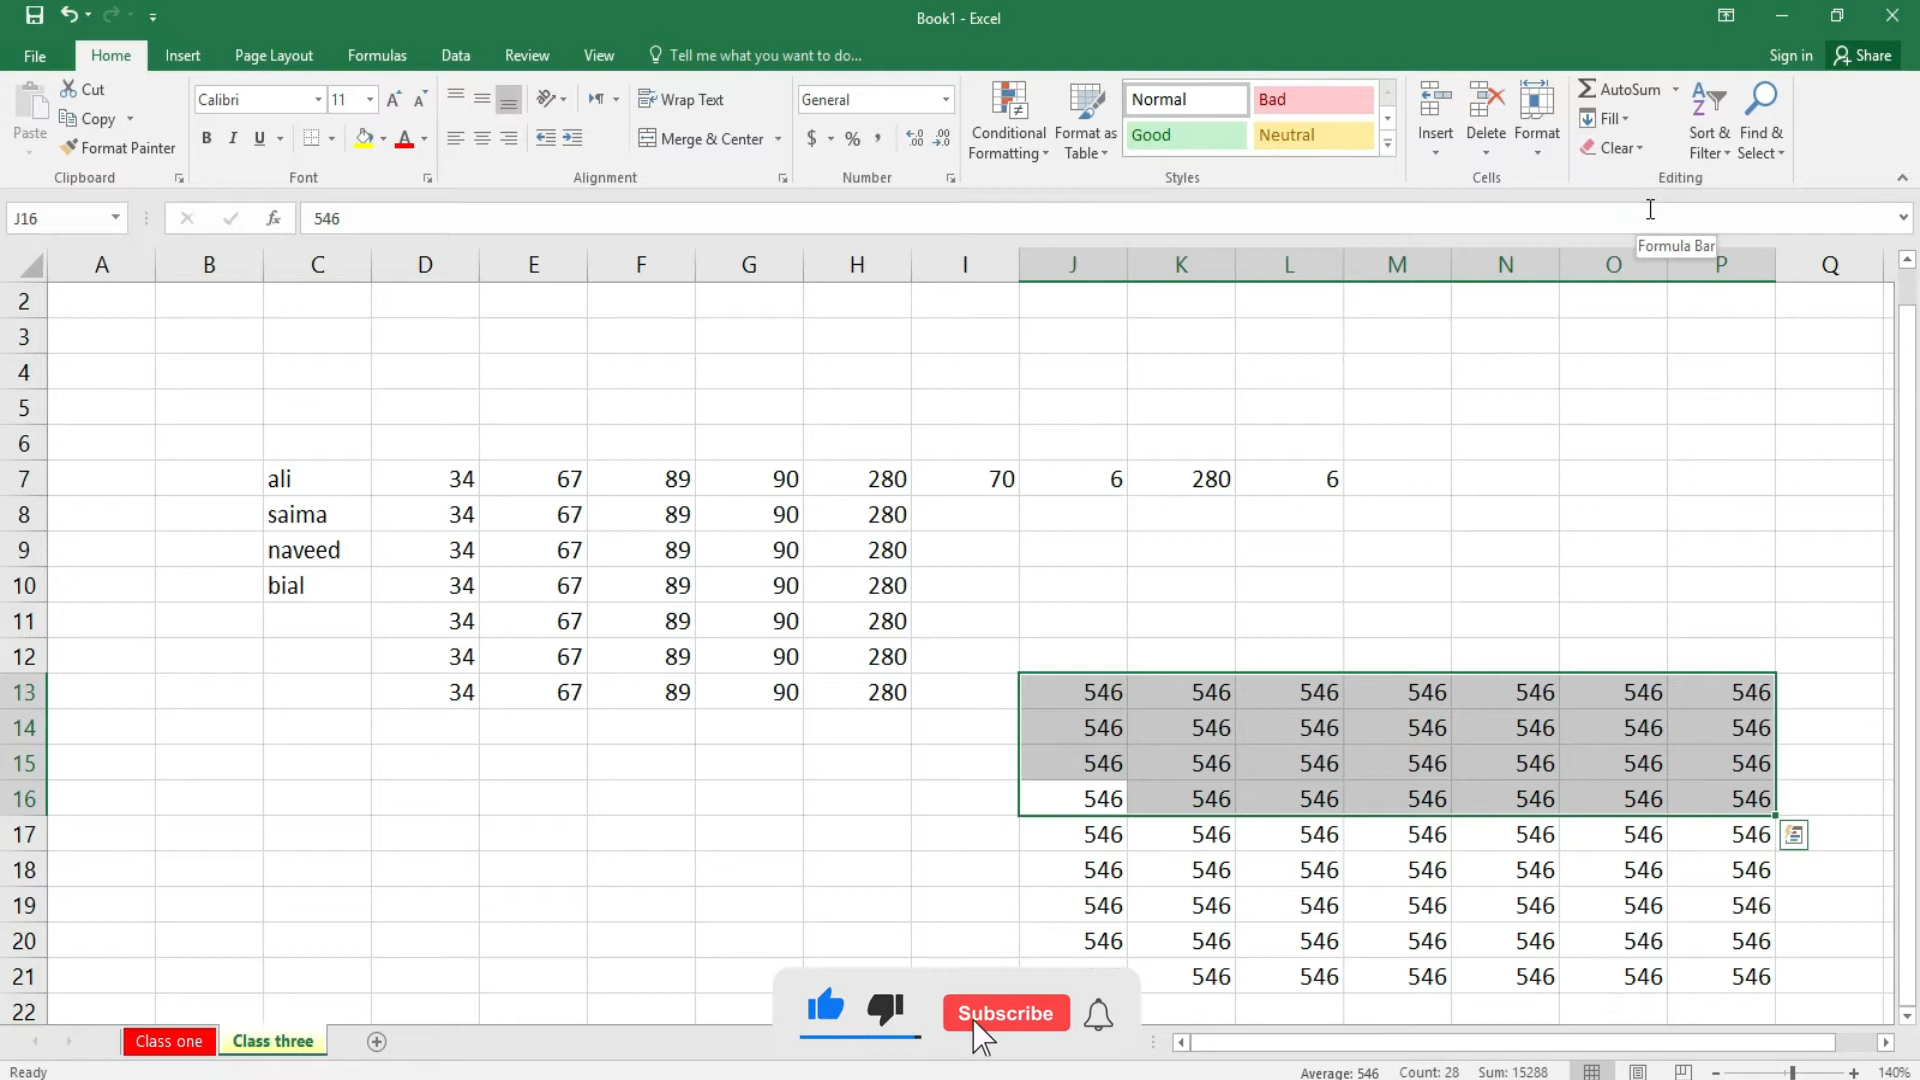 Book1 - Excel
File Home Insert Page Layout Formulas Data Review View Tell me what you want to do... Sign in Share
Paste Cut Copy Format Painter Clipboard
Calibri 11 A A B I U A Font
Wrap Text Merge & Center Alignment
General $ % , Number
Conditional Formatting Format as Table Normal Bad Good Neutral Styles
Insert Delete Format Cells
AutoSum Fill Clear Sort & Filter Find & Select Editing
J16 fx 546
Formula Bar
A B C D E F G H I J K L M N O P Q
2
3
4
5
6
7 ali 34 67 89 90 280 70 6 280 6
8 saima 34 67 89 90 280
9 naveed 34 67 89 90 280
10 bial 34 67 89 90 280
11 34 67 89 90 280
12 34 67 89 90 280
13 34 67 89 90 280 546 546 546 546 546 546 546
14 546 546 546 546 546 546 546
15 546 546 546 546 546 546 546
16 546 546 546 546 546 546 546
17 546 546 546 546 546 546 546
18 546 546 546 546 546 546 546
19 546 546 546 546 546 546 546
20 546 546 546 546 546 546 546
21 546 546 546 546 546 546
22
Subscribe
Class one Class three
Ready Average: 546 Count: 28 Sum: 15288 140%